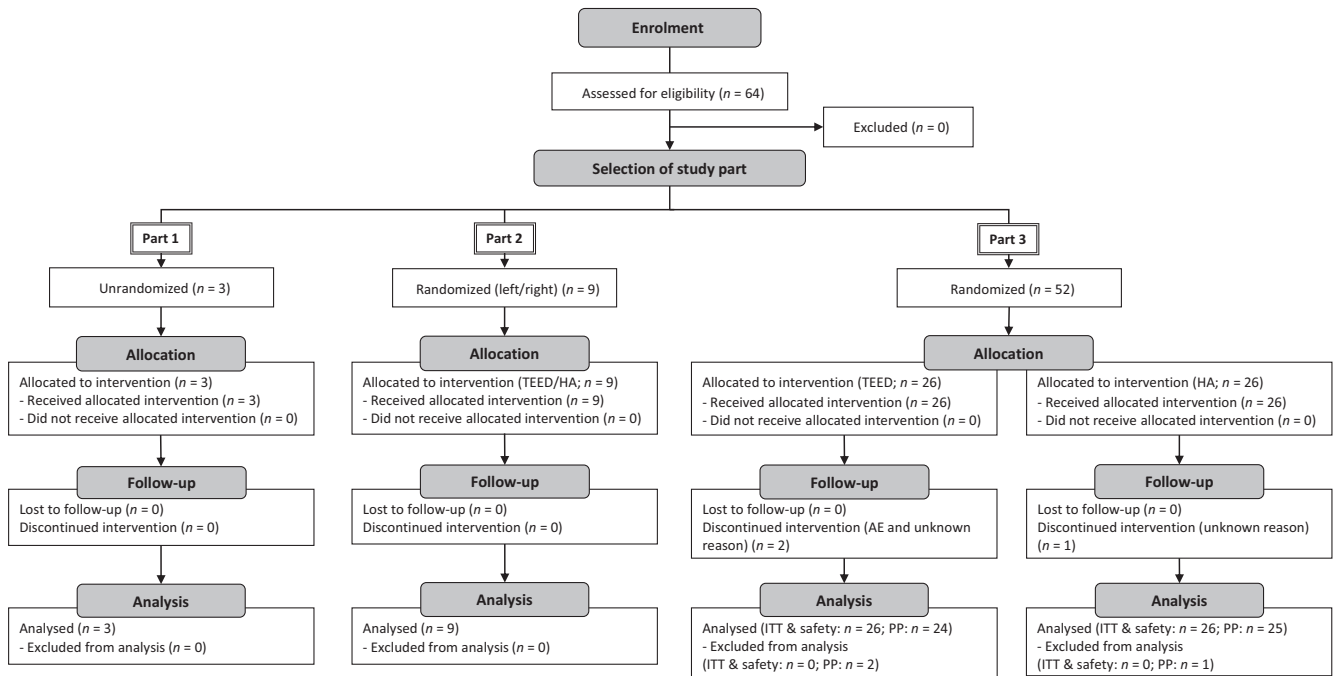 Enrolment
Assessed for eligibility (n = 64)
Excluded (n = 0)
Selection of study part
Part 1
Part 2
Part 3
Unrandomized (n = 3)
Randomized (left/right) (n = 9)
Randomized (n = 52)
Allocation
Allocated to intervention (n = 3)
- Received allocated intervention (n = 3)
- Did not receive allocated intervention (n = 0)
Allocation
Allocated to intervention (TEED/HA; n = 9)
- Received allocated intervention (n = 9)
- Did not receive allocated intervention (n = 0)
Allocation
Allocated to intervention (TEED; n = 26)
- Received allocated intervention (n = 26)
- Did not receive allocated intervention (n = 0)
Allocated to intervention (HA; n = 26)
- Received allocated intervention (n = 26)
- Did not receive allocated intervention (n = 0)
Follow-up
Lost to follow-up (n = 0)
Discontinued intervention (n = 0)
Follow-up
Lost to follow-up (n = 0)
Discontinued intervention (n = 0)
Follow-up
Lost to follow-up (n = 0)
Discontinued intervention (AE and unknown
reason) (n = 2)
Follow-up
Lost to follow-up (n = 0)
Discontinued intervention (unknown reason)
(n = 1)
Analysis
Analysed (n = 3)
- Excluded from analysis (n = 0)
Analysis
Analysed (n = 9)
- Excluded from analysis (n = 0)
Analysis
Analysed (ITT & safety: n = 26; PP: n = 24)
- Excluded from analysis
(ITT & safety: n = 0; PP: n = 2)
Analysis
Analysed (ITT & safety: n = 26; PP: n = 25)
- Excluded from analysis
(ITT & safety: n = 0; PP: n = 1)